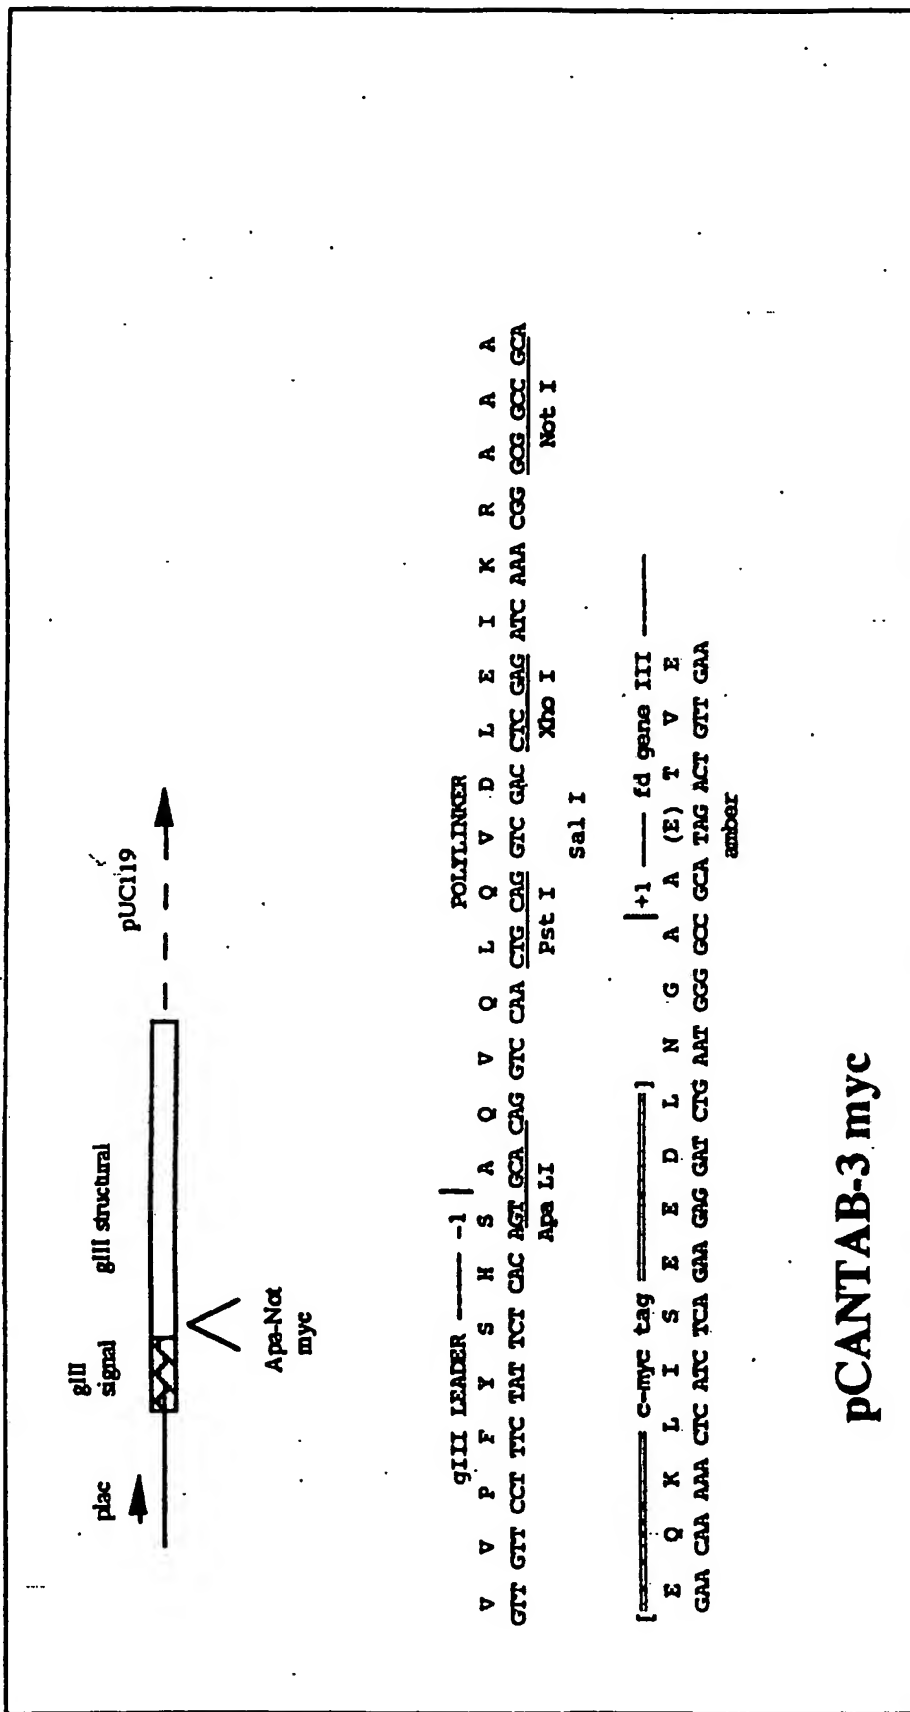 plac
gIII
signal
gIII structural
pUC119
Apa-Not
myc
gIII LEADER ——— -1 |
POLYLINKER
V V P F Y S H S A Q V Q L Q V D L E I K R A A A
GTT GTT CCT TTC TAT TCT CAC AGT GCA CAG GTC CAA CTG CAG GTC GAC CTC GAG ATC AAA CGG GCG GCC GCA
Apa LI Pst I Xho I Not I
Sal I
[========== c-myc tag ==========]
|+1 ——— fd gene III ———
E Q K L I S E E D L N G A A (E) T V E
GAA CAA AAA CTC ATC TCA GAA GAG GAT CTG AAT GGG GCC GCA TAG ACT GTT GAA
amber
pCANTAB-3 myc